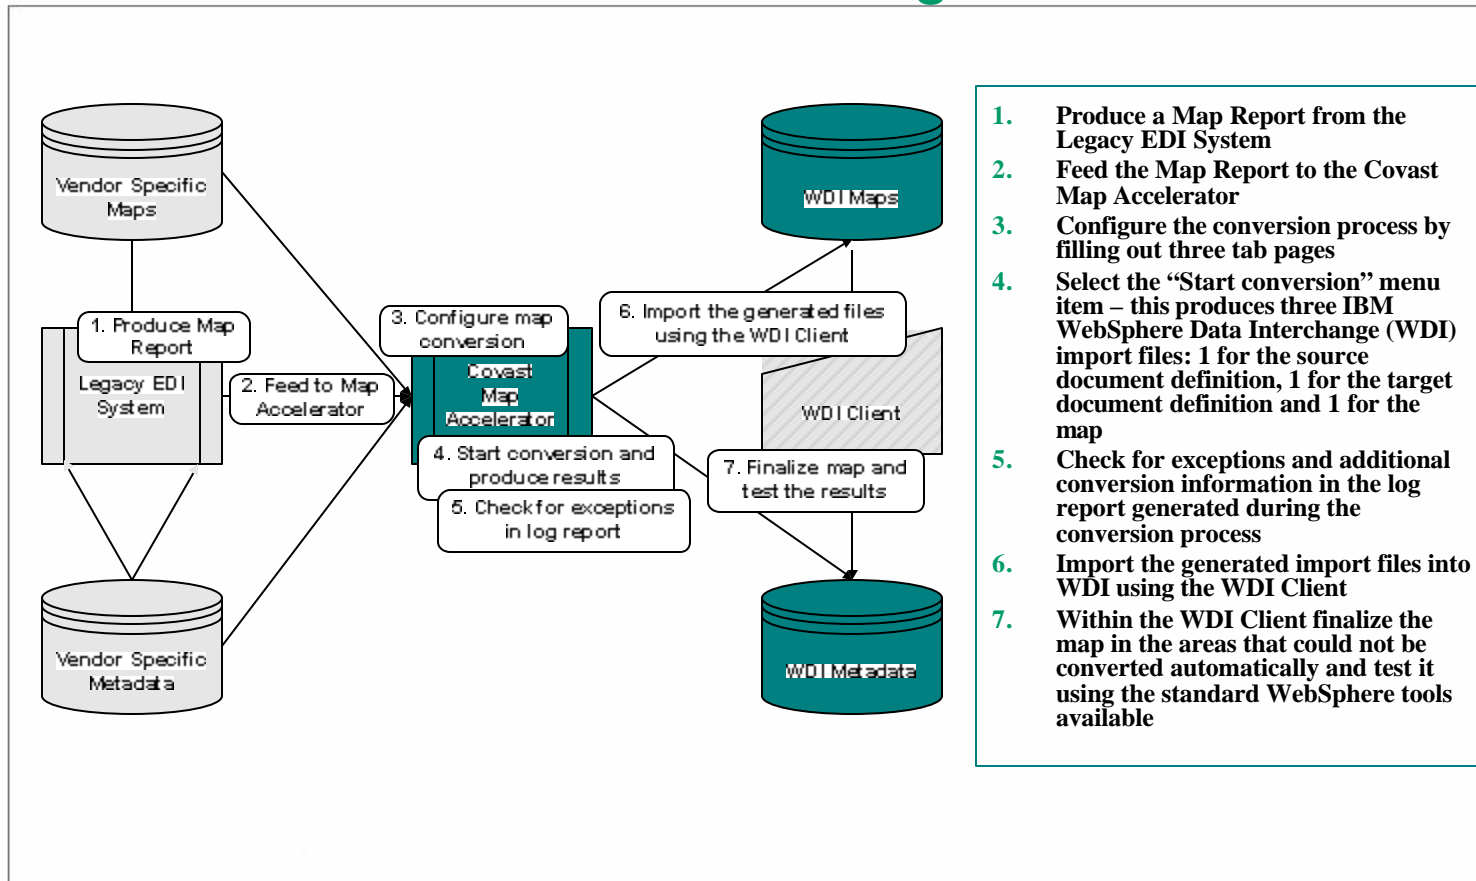 Vendor Specific
Maps
1. Produce Map
Report
Legacy EDI
System
2. Feed to Map
Accelerator
Vendor Specific
Metadata
3. Configure map
conversion
Covast
Map
Accelerator
4. Start conversion and
produce results
5. Check for exceptions
in log report
WDI Maps
6. Import the generated files
using the WDI Client
WDI Client
7. Finalize map and
test the results
WDI Metadata
1. Produce a Map Report from the
Legacy EDI System
2. Feed the Map Report to the Covast
Map Accelerator
3. Configure the conversion process by
filling out three tab pages
4. Select the “Start conversion” menu
item – this produces three IBM
WebSphere Data Interchange (WDI)
import files: 1 for the source
document definition, 1 for the target
document definition and 1 for the
map
5. Check for exceptions and additional
conversion information in the log
report generated during the
conversion process
6. Import the generated import files into
WDI using the WDI Client
7. Within the WDI Client finalize the
map in the areas that could not be
converted automatically and test it
using the standard WebSphere tools
available